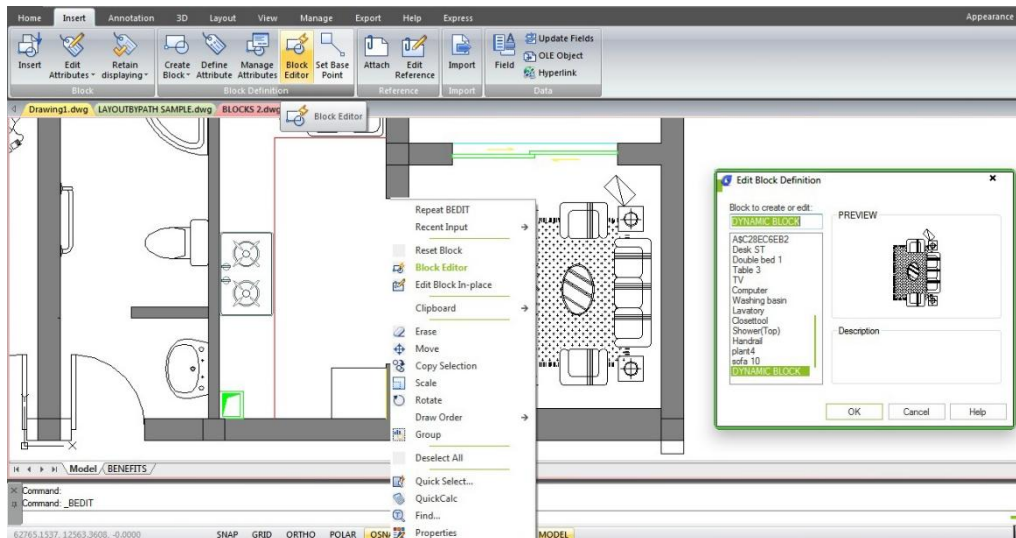 Home Insert Annotation 3D Layout View Manage Export Help Express Appearance
Insert
Edit Attributes
Retain displaying
Create Block
Define Attribute
Manage Attributes
Block Editor
Set Base Point
Attach
Edit Reference
Import
Field
Update Fields
OLE Object
Hyperlink
Block
Block Definition
Reference
Import
Data
Drawing1.dwg LAYOUTBYPATH SAMPLE.dwg BLOCKS 2.dwg
Block Editor
Repeat BEDIT
Recent Input
Reset Block
Block Editor
Edit Block In-place
Clipboard
Erase
Move
Copy Selection
Scale
Rotate
Draw Order
Group
Deselect All
Quick Select...
QuickCalc
Find...
Properties
Edit Block Definition
Block to create or edit:
DYNAMIC BLOCK
A$C28EC6EB2
Desk ST
Double bed 1
Table 3
TV
Computer
Washing basin
Lavatory
Closettool
Shower(Top)
Handrail
plant4
sofa 10
DYNAMIC BLOCK
PREVIEW
Description
OK Cancel Help
X
Model BENEFITS
Command:
Command: _BEDIT
62765.1537, 12563.3608, -0.0000 SNAP GRID ORTHO POLAR MODEL